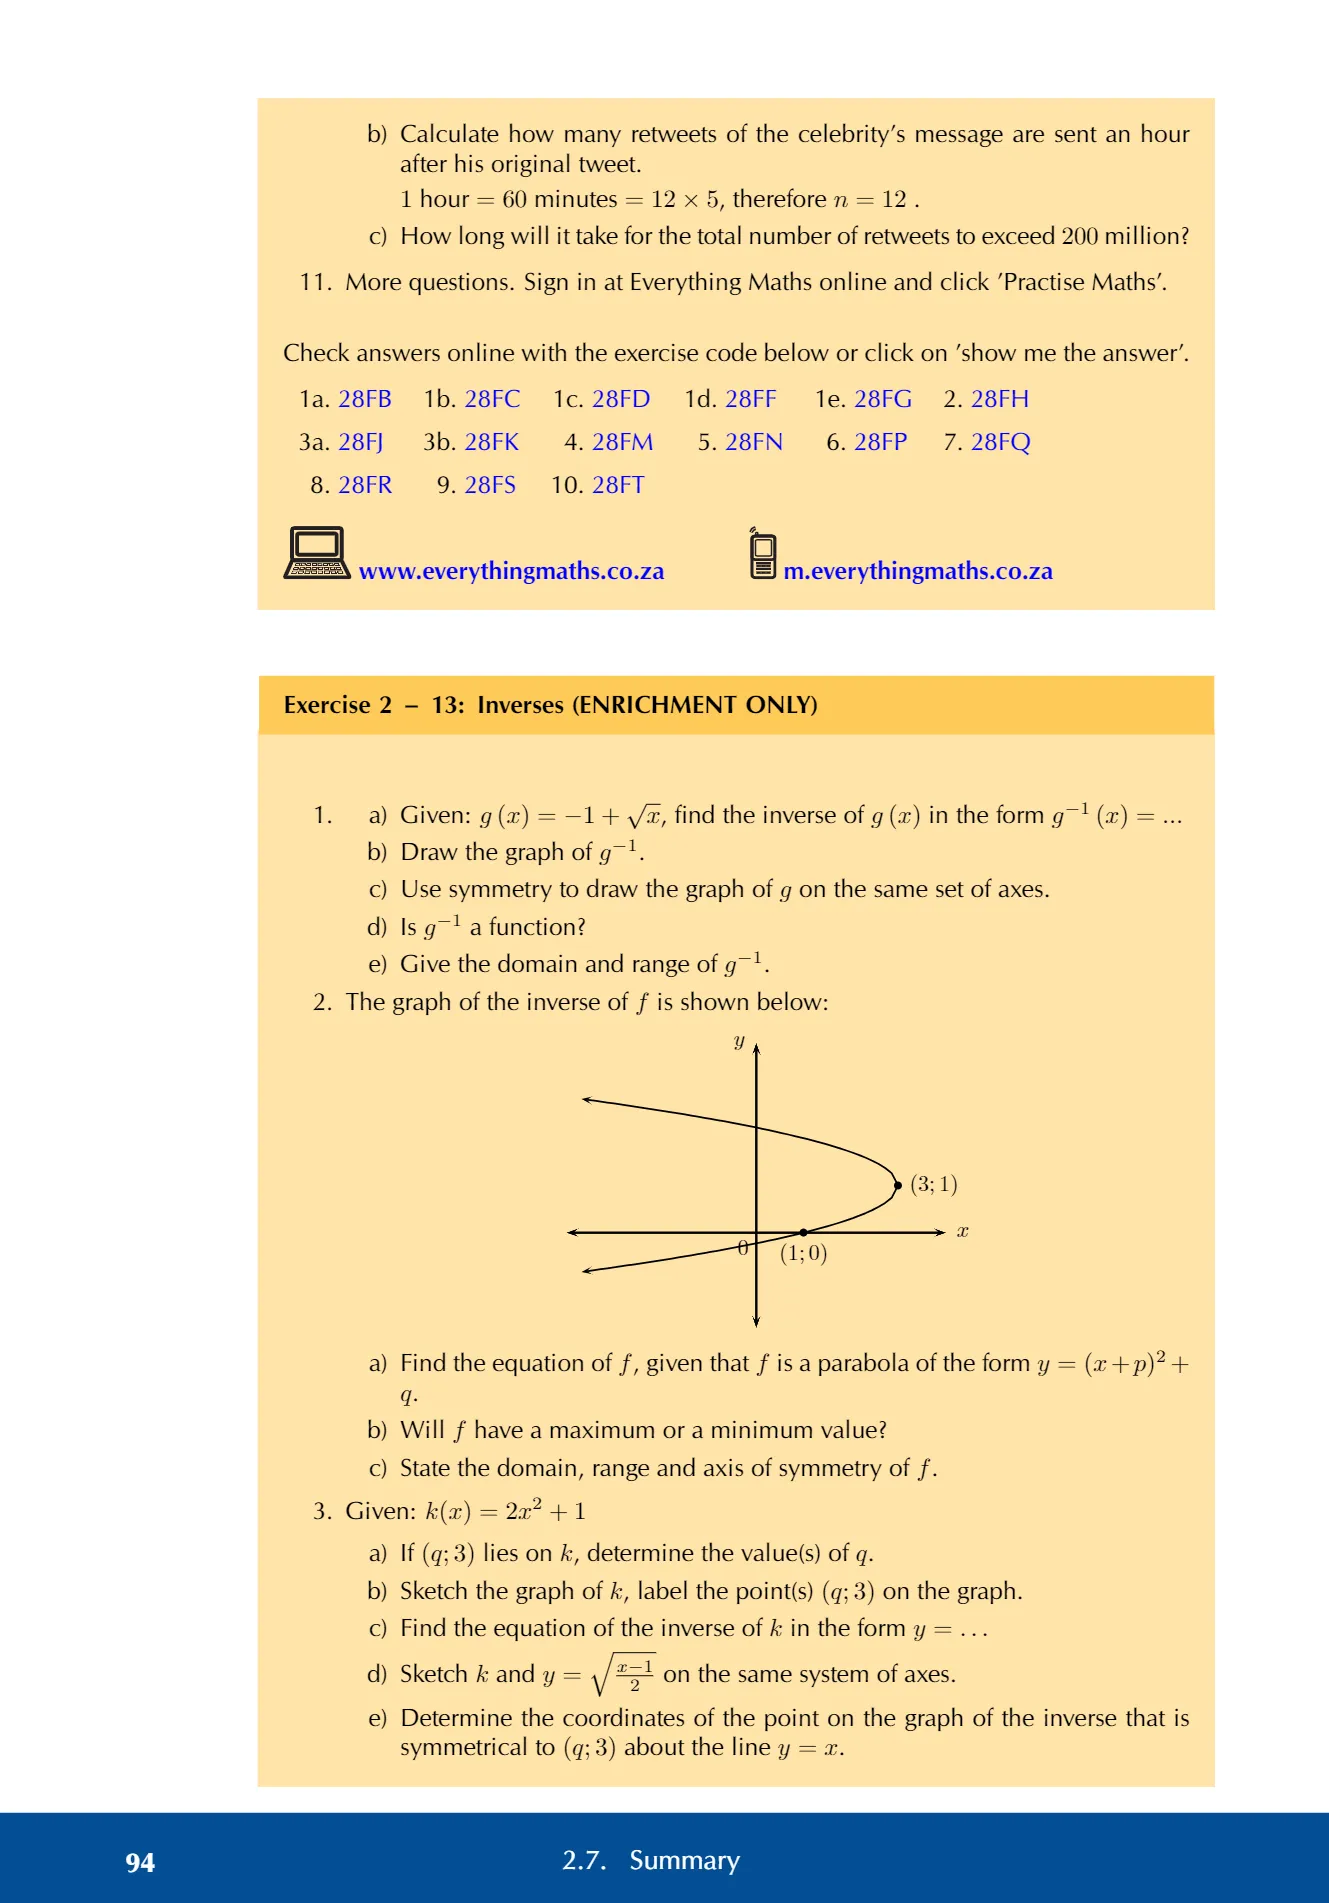 b) Calculate how many retweets of the celebrity’s message are sent an hour
after his original tweet.
1 hour = 60 minutes = 12 × 5, therefore n = 12 .
c) How long will it take for the total number of retweets to exceed 200 million?
11. More questions. Sign in at Everything Maths online and click ’Practise Maths’.
Check answers online with the exercise code below or click on ’show me the answer’.
1a. 28FB 1b. 28FC 1c. 28FD 1d. 28FF 1e. 28FG 2. 28FH
3a. 28FJ 3b. 28FK 4. 28FM 5. 28FN 6. 28FP 7. 28FQ
8. 28FR 9. 28FS 10. 28FT
www.everythingmaths.co.za m.everythingmaths.co.za
Exercise 2 – 13: Inverses (ENRICHMENT ONLY)
1. a) Given: g (x) = −1 + √x, find the inverse of g (x) in the form g⁻¹ (x) = ...
b) Draw the graph of g⁻¹.
c) Use symmetry to draw the graph of g on the same set of axes.
d) Is g⁻¹ a function?
e) Give the domain and range of g⁻¹.
2. The graph of the inverse of f is shown below:
y
(3; 1)
x
0
(1; 0)
a) Find the equation of f, given that f is a parabola of the form y = (x + p)² +
q.
b) Will f have a maximum or a minimum value?
c) State the domain, range and axis of symmetry of f.
3. Given: k(x) = 2x² + 1
a) If (q; 3) lies on k, determine the value(s) of q.
b) Sketch the graph of k, label the point(s) (q; 3) on the graph.
c) Find the equation of the inverse of k in the form y = . . .
d) Sketch k and y = √((x−1)/2) on the same system of axes.
e) Determine the coordinates of the point on the graph of the inverse that is
symmetrical to (q; 3) about the line y = x.
94 2.7. Summary